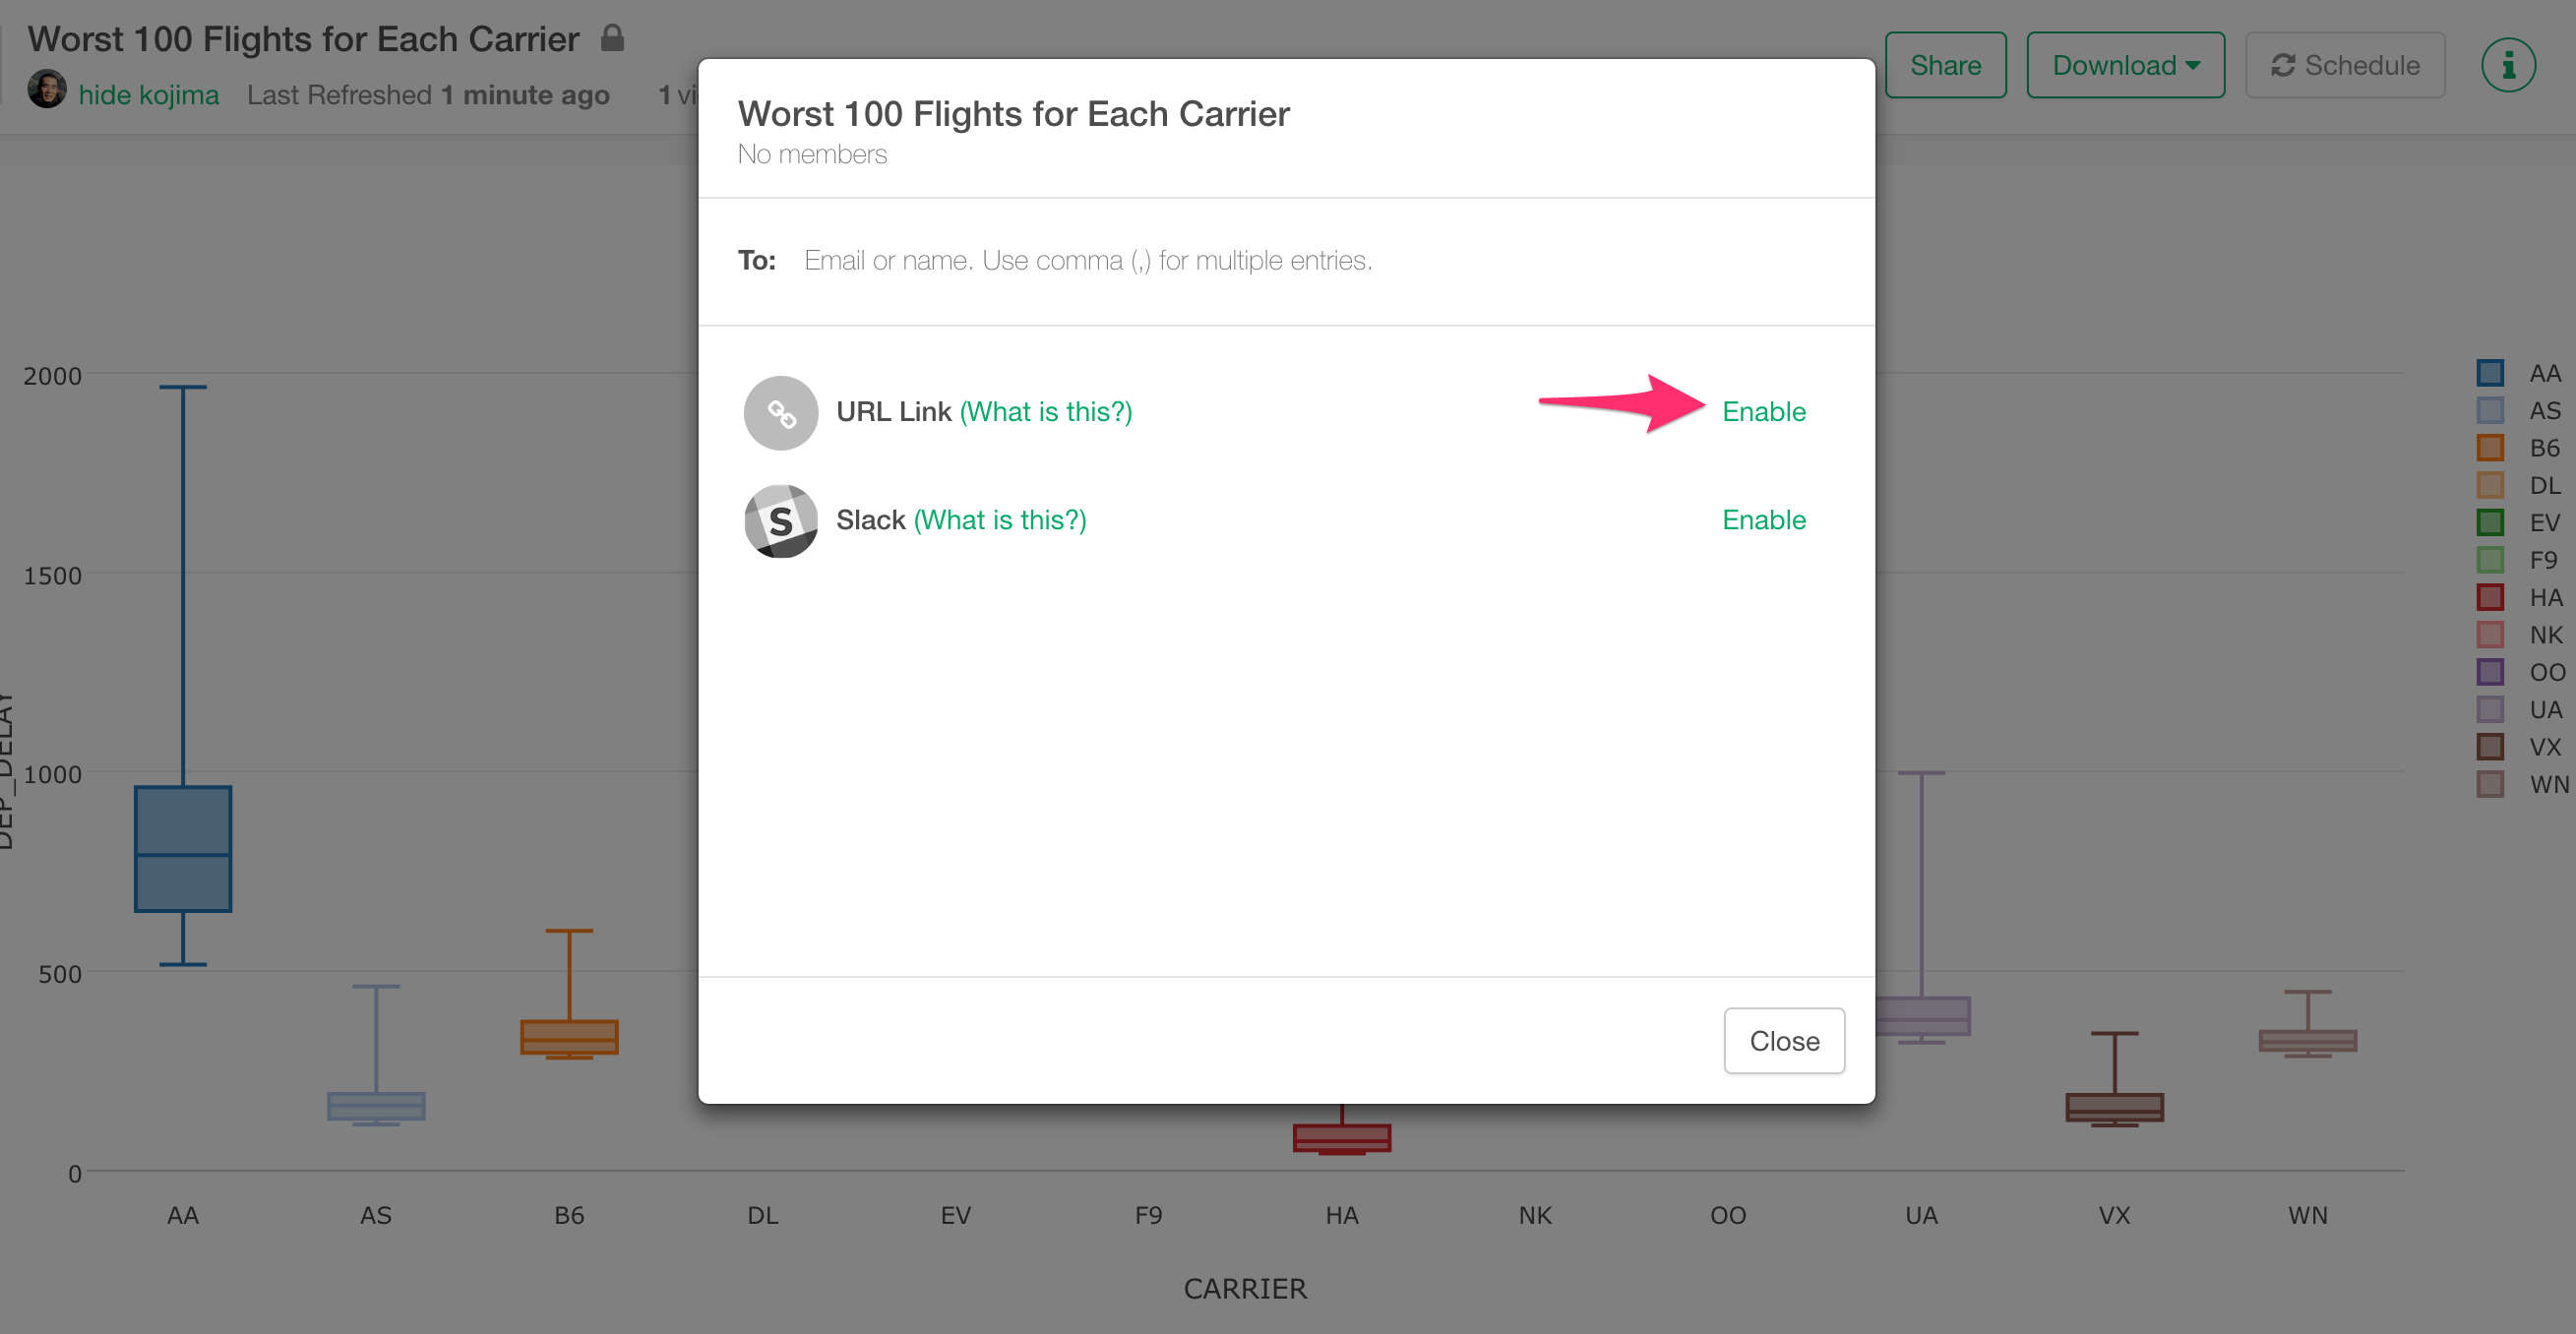 Worst 100 Flights for Each Carrier
hide kojima Last Refreshed 1 minute ago 1
Share
Download
Schedule
Worst 100 Flights for Each Carrier
No members
To: Email or name. Use comma (,) for multiple entries.
URL Link (What is this?) Enable
S Slack (What is this?) Enable
Close
2000
1500
1000
500
0
DEP_DELAY
AA AS B6 DL EV F9 HA NK OO UA VX WN
CARRIER
AA
AS
B6
DL
EV
F9
HA
NK
OO
UA
VX
WN